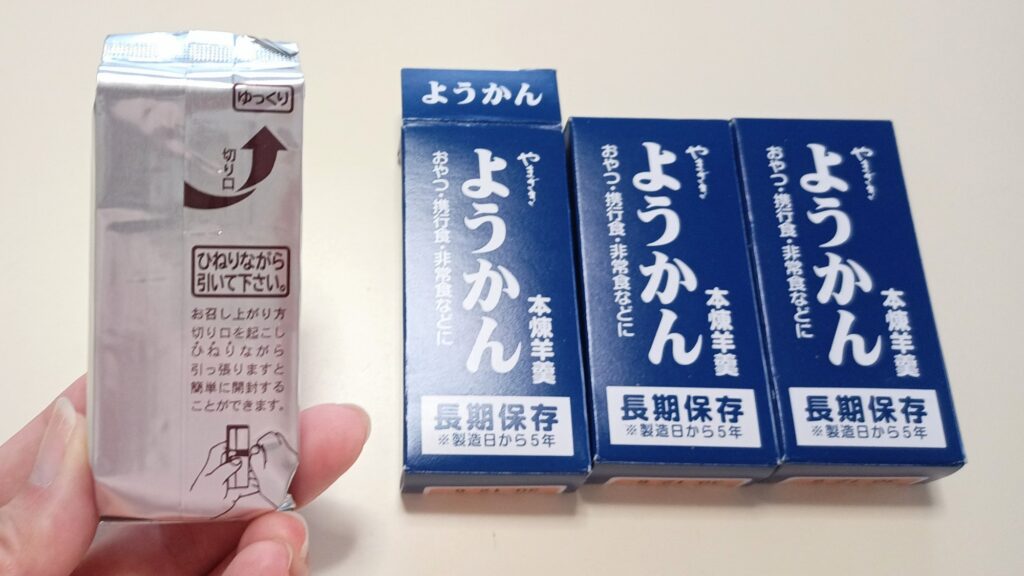 ゆっくり
切り口
ひねりながら
引いて下さい。
お召し上がり方
切り口を起こし
ひねりながら
引っ張りますと
簡単に開封する
ことができます。
ようかん
やまざき
ようかん
本煉羊羹
おやつ・携行食・非常食などに
長期保存
※製造日から5年
やまざき
ようかん
本煉羊羹
おやつ・携行食・非常食などに
長期保存
※製造日から5年
やまざき
ようかん
本煉羊羹
おやつ・携行食・非常食などに
長期保存
※製造日から5年